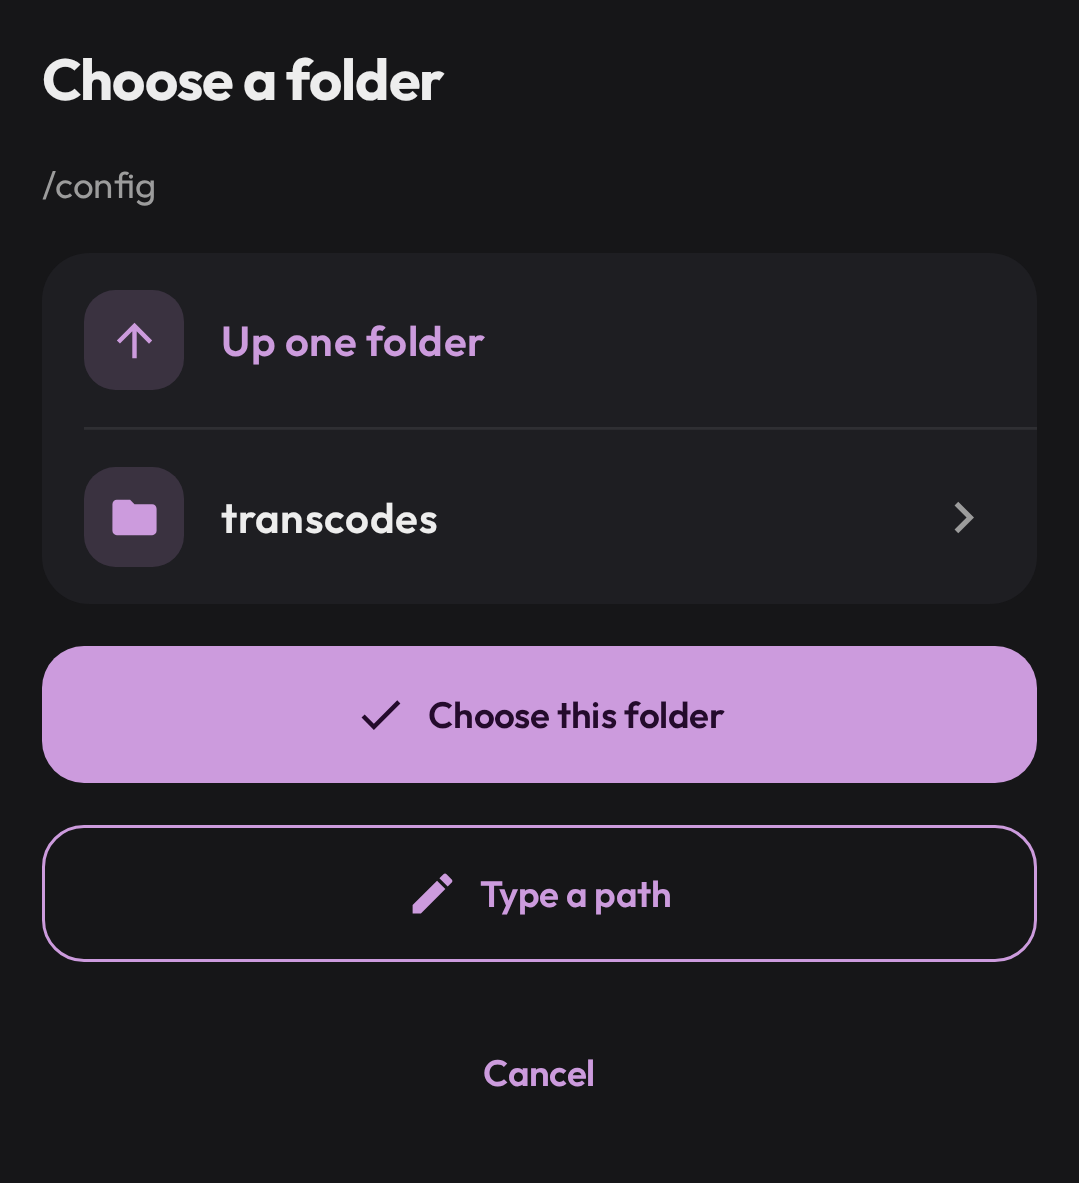 Choose a folder
/config
Up one folder
transcodes
Choose this folder
Type a path
Cancel